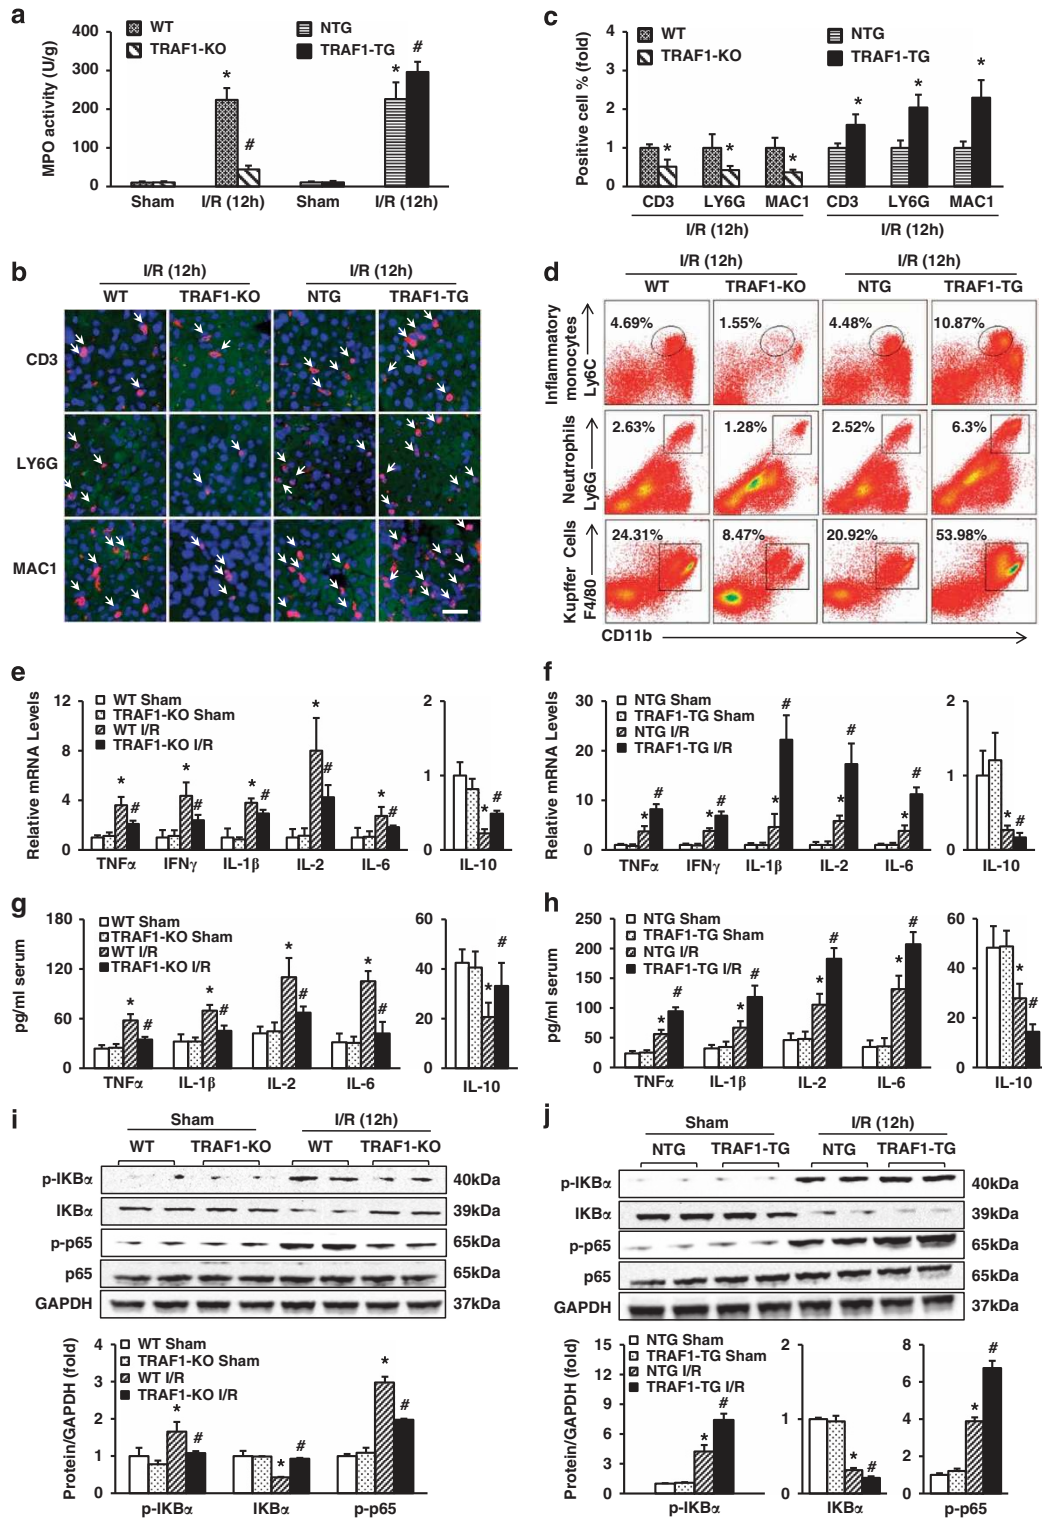 a
MPO activity (U/g)
400
300
200
100
0
WT
TRAF1-KO
NTG
TRAF1-TG
*
#
*
#
Sham
I/R (12h)
Sham
I/R (12h)
c
Positive cell % (fold)
4
3
2
1
0
WT
TRAF1-KO
NTG
TRAF1-TG
* * * * * *
CD3 LY6G MAC1 CD3 LY6G MAC1
I/R (12h) I/R (12h)
b
I/R (12h) I/R (12h)
WT TRAF1-KO NTG TRAF1-TG
CD3
LY6G
MAC1
d
I/R (12h) I/R (12h)
WT TRAF1-KO NTG TRAF1-TG
Inflammatory
monocytes
Ly6C
4.69% 1.55% 4.48% 10.87%
Neutrophils
Ly6G
2.63% 1.28% 2.52% 6.3%
Kupffer Cells
F4/80
24.31% 8.47% 20.92% 53.98%
CD11b
e
Relative mRNA Levels
12
8
4
0
WT Sham
TRAF1-KO Sham
WT I/R
TRAF1-KO I/R
* # * # * # * # * #
TNFα IFNγ IL-1β IL-2 IL-6
2
1
0
* #
IL-10
f
Relative mRNA Levels
30
20
10
0
NTG Sham
TRAF1-TG Sham
NTG I/R
TRAF1-TG I/R
* # * # * # * # * #
TNFα IFNγ IL-1β IL-2 IL-6
2
1
0
* #
IL-10
g
pg/ml serum
180
120
60
0
WT Sham
TRAF1-KO Sham
WT I/R
TRAF1-KO I/R
* # * # * # * #
TNFα IL-1β IL-2 IL-6
60
40
20
0
* #
IL-10
h
pg/ml serum
250
200
150
100
50
0
NTG Sham
TRAF1-TG Sham
NTG I/R
TRAF1-TG I/R
* # * # * # * #
TNFα IL-1β IL-2 IL-6
60
40
20
0
* #
IL-10
i
Sham I/R (12h)
WT TRAF1-KO WT TRAF1-KO
p-IKBα 40kDa
IKBα 39kDa
p-p65 65kDa
p65 65kDa
GAPDH 37kDa
Protein/GAPDH (fold)
4
3
2
1
0
WT Sham
TRAF1-KO Sham
WT I/R
TRAF1-KO I/R
* # * # * #
p-IKBα IKBα p-p65
j
Sham I/R (12h)
NTG TRAF1-TG NTG TRAF1-TG
p-IKBα 40kDa
IKBα 39kDa
p-p65 65kDa
p65 65kDa
GAPDH 37kDa
Protein/GAPDH (fold)
15
12
9
6
3
0
NTG Sham
TRAF1-TG Sham
NTG I/R
TRAF1-TG I/R
* #
p-IKBα
2
1
0
* #
IKBα
8
6
4
2
0
* #
p-p65